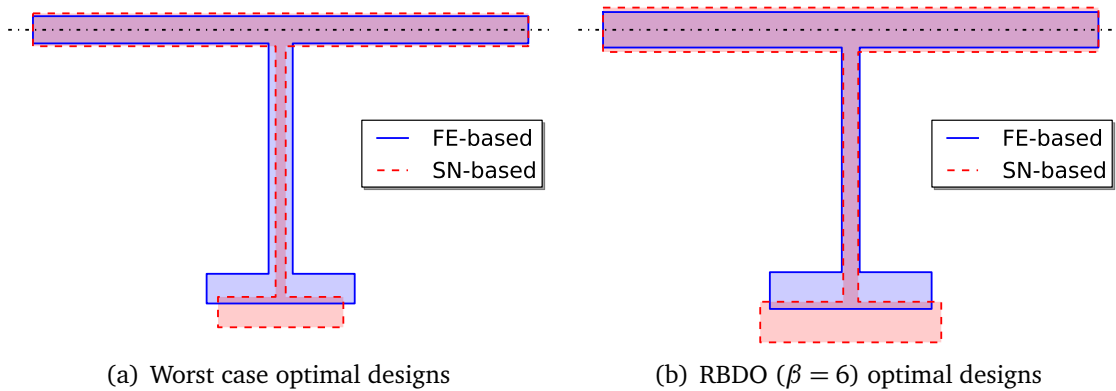 FE-based
SN-based
FE-based
SN-based
(a) Worst case optimal designs
(b) RBDO (β = 6) optimal designs